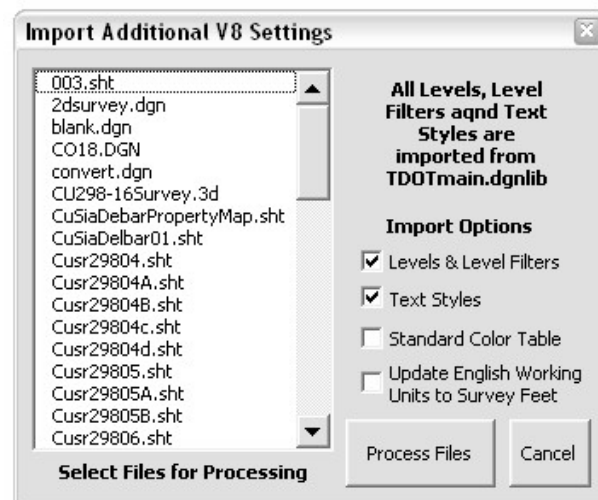 Import Additional V8 Settings
003.sht
2dsurvey.dgn
blank.dgn
CO18.DGN
convert.dgn
CU298-16Survey.3d
CuSiaDebarPropertyMap.sht
CuSiaDelbar01.sht
Cusr29804.sht
Cusr29804A.sht
Cusr29804B.sht
Cusr29804c.sht
Cusr29804d.sht
Cusr29805.sht
Cusr29805A.sht
Cusr29805B.sht
Cusr29806.sht
Select Files for Processing
All Levels, Level
Filters aqnd Text
Styles are
imported from
TDOTmain.dgnlib
Import Options
Levels & Level Filters
Text Styles
Standard Color Table
Update English Working
Units to Survey Feet
Process Files
Cancel